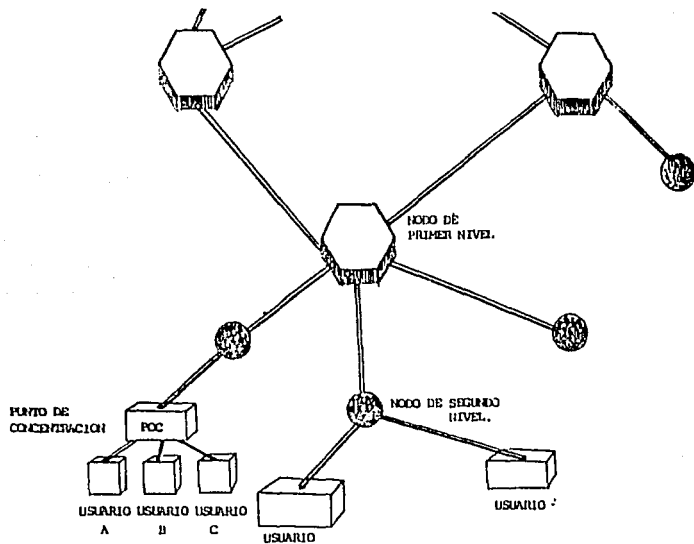 NODO DE
PRIMER NIVEL.
PUNTO DE
CONCENTRACION
POC
NODO DE SEGUNDO
NIVEL.
USUARIO
A
USUARIO
B
USUARIO
C
USUARIO
USUARIO